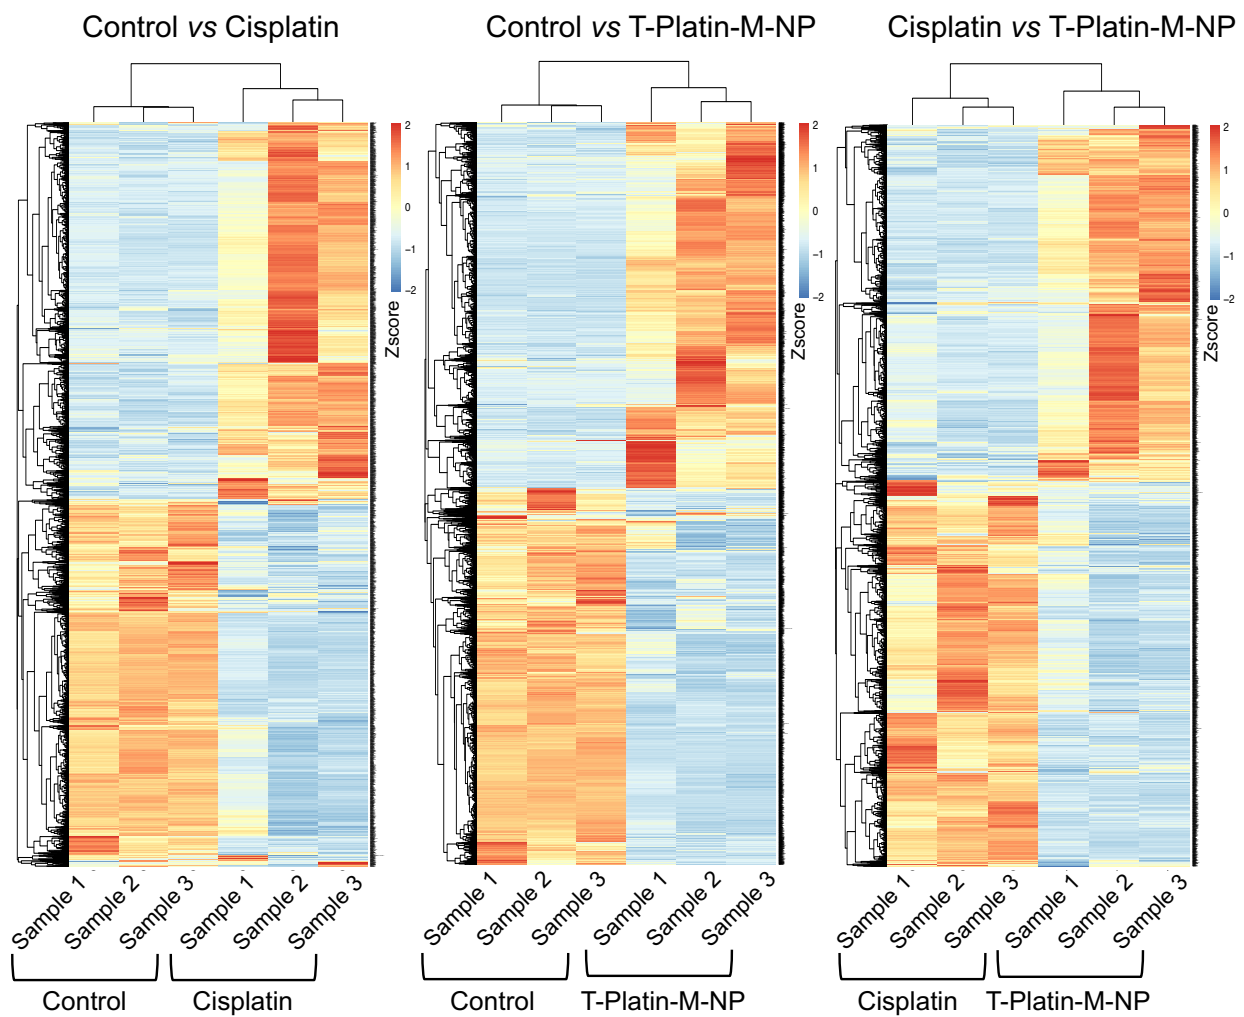 Control vs Cisplatin
Control vs T-Platin-M-NP
Cisplatin vs T-Platin-M-NP
2
1
0
−1
−2
Zscore
2
1
0
−1
−2
Zscore
2
1
0
−1
−2
Zscore
Sample 1
Sample 2
Sample 3
Sample 1
Sample 2
Sample 3
Sample 1
Sample 2
Sample 3
Sample 1
Sample 2
Sample 3
Sample 1
Sample 2
Sample 3
Sample 1
Sample 2
Sample 3
Control
Cisplatin
Control
T-Platin-M-NP
Cisplatin
T-Platin-M-NP